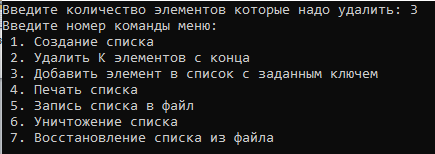 Введите количество элементов которые надо удалить: 3
Введите номер команды меню:
1. Создание списка
2. Удалить К элементов с конца
3. Добавить элемент в список с заданным ключем
4. Печать списка
5. Запись списка в файл
6. Уничтожение списка
7. Восстановление списка из файла